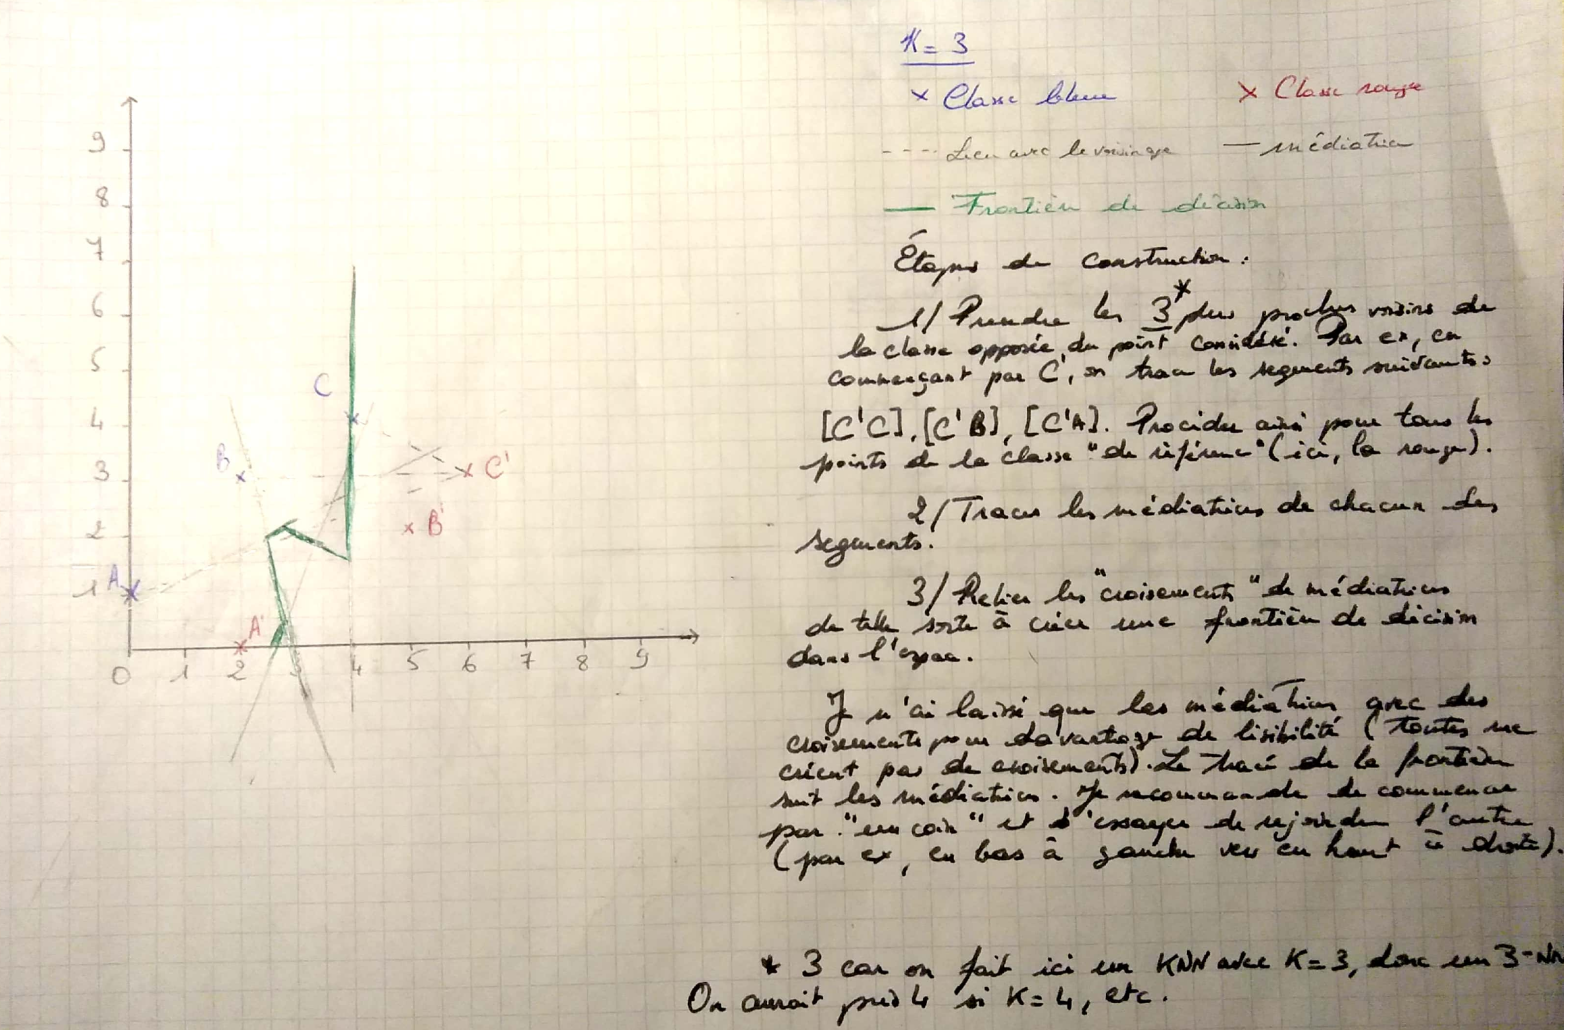 K = 3
x Classe bleue
x Classe rouge
---- Lien avec le voisinage
— médiatrice
— Frontière de décision
Étapes de construction :
1/ Prendre les 3* plus proches voisins de
la classe opposée du point considéré. Par ex, en
commençant par C', on trace les segments suivants :
[C'C], [C'B], [C'A]. Procéder ainsi pour tous les
points de la classe "de référence" (ici, la rouge).
2/ Tracer les médiatrices de chacun des
segments.
3/ Relier les "croisements" de médiatrices
de telle sorte à créer une frontière de décision
dans l'espace.
Je n'ai laissé que les médiatrices avec des
croisements pour davantage de lisibilité (toutes ne
créent pas de croisements). Le tracé de la frontière
suit les médiatrices. Je recommande de commencer
par "un coin" et d'essayer de rejoindre l'autre
(par ex, en bas à gauche vers en haut à droite).
* 3 car on fait ici un KNN avec K=3, donc un 3-NN
On aurait pris 4 si K=4, etc.
9
8
7
6
5
C
4
B
3
C'
2
B'
1
A
A'
0 1 2 3 4 5 6 7 8 9